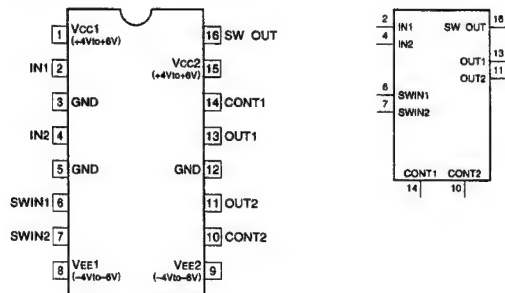 1 VCC1 16 SW OUT
(+4Vto+6V)
IN1 2 VCC2 15
(+4Vto+6V)
3 GND 14 CONT1
IN2 4 13 OUT1
5 GND GND 12
SWIN1 6 11 OUT2
SWIN2 7 10 CONT2
8 VEE1 VEE2 9
(-4Vto-6V) (-4Vto-6V)
2 IN1 SW OUT 16
4 IN2
OUT1 13
OUT2 11
6 SWIN1
7 SWIN2
CONT1 CONT2
14 10